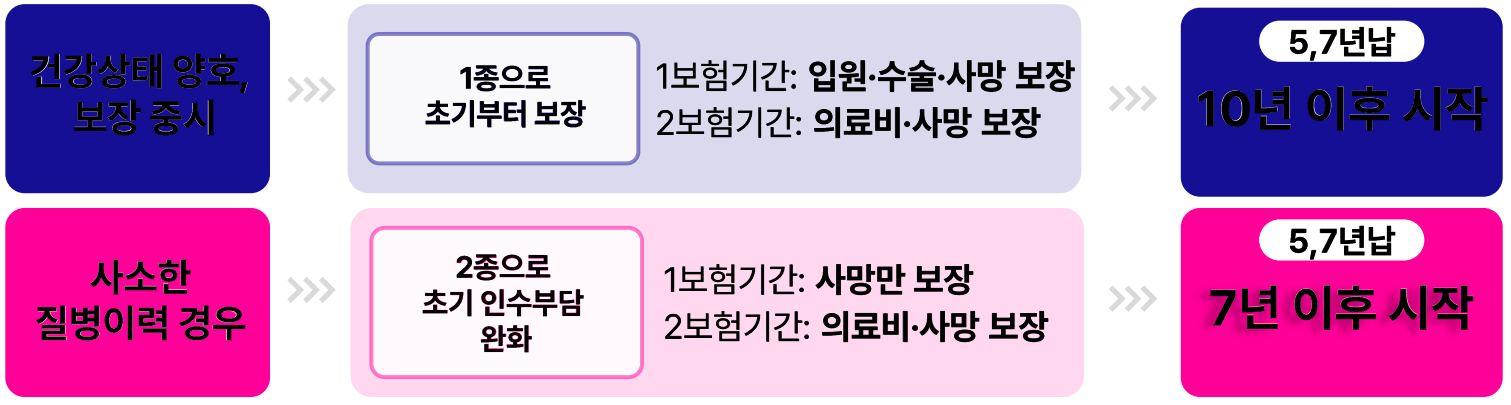 건강상태 양호,
보장 중시
1종으로
초기부터 보장
1보험기간: 입원·수술·사망 보장
2보험기간: 의료비·사망 보장
5,7년납
10년 이후 시작
사소한
질병이력 경우
2종으로
초기 인수부담
완화
1보험기간: 사망만 보장
2보험기간: 의료비·사망 보장
5,7년납
7년 이후 시작